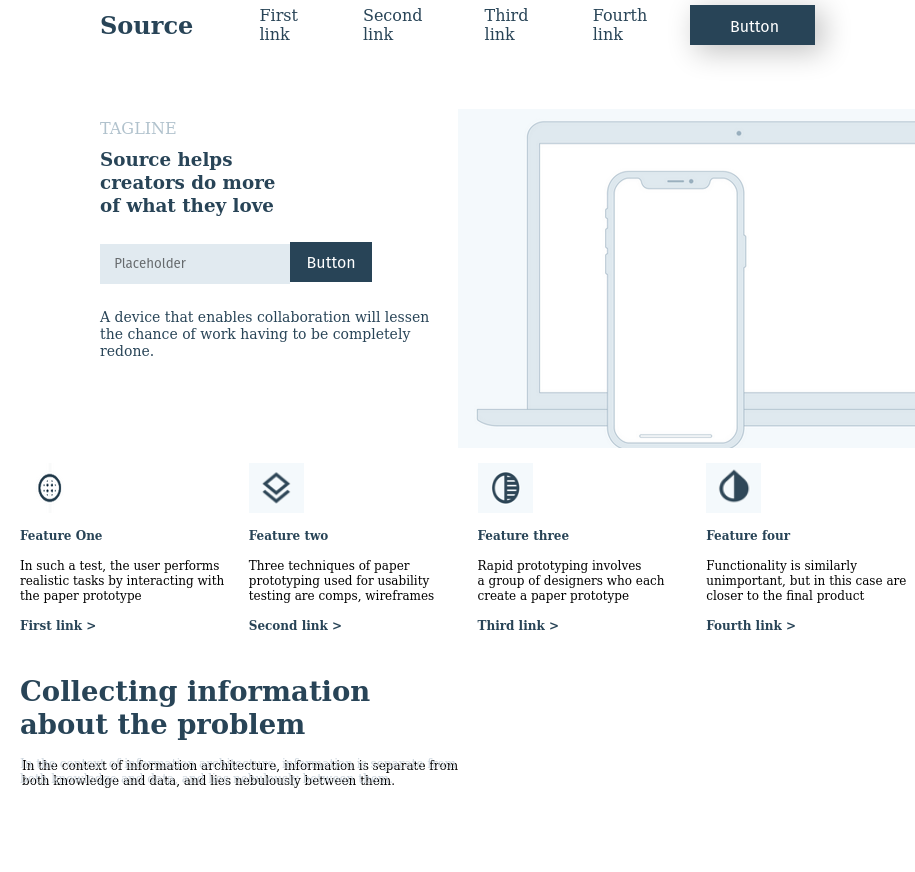 Source
First
link
Second
link
Third
link
Fourth
link
Button
TAGLINE
Source helps
creators do more
of what they love
Placeholder
Button
A device that enables collaboration will lessen
the chance of work having to be completely
redone.
Feature One
In such a test, the user performs
realistic tasks by interacting with
the paper prototype
First link >
Feature two
Three techniques of paper
prototyping used for usability
testing are comps, wireframes
Second link >
Feature three
Rapid prototyping involves
a group of designers who each
create a paper prototype
Third link >
Feature four
Functionality is similarly
unimportant, but in this case are
closer to the final product
Fourth link >
Collecting information
about the problem
In the context of information architecture, information is separate from
both knowledge and data, and lies nebulously between them.